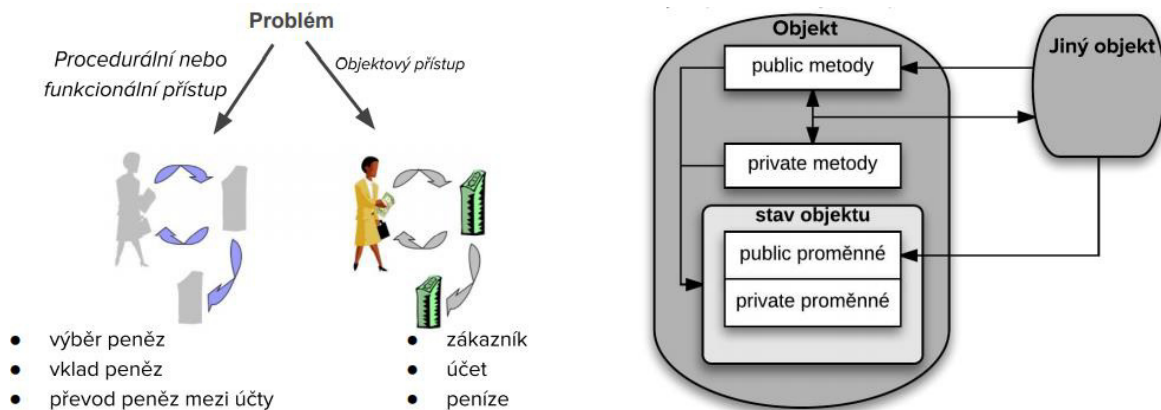 Problém
Procedurální nebo
funkcionální přístup
Objektový přístup
● výběr peněz
● vklad peněz
● převod peněz mezi účty
● zákazník
● účet
● peníze
Objekt
public metody
private metody
stav objektu
public proměnné
private proměnné
Jiný objekt